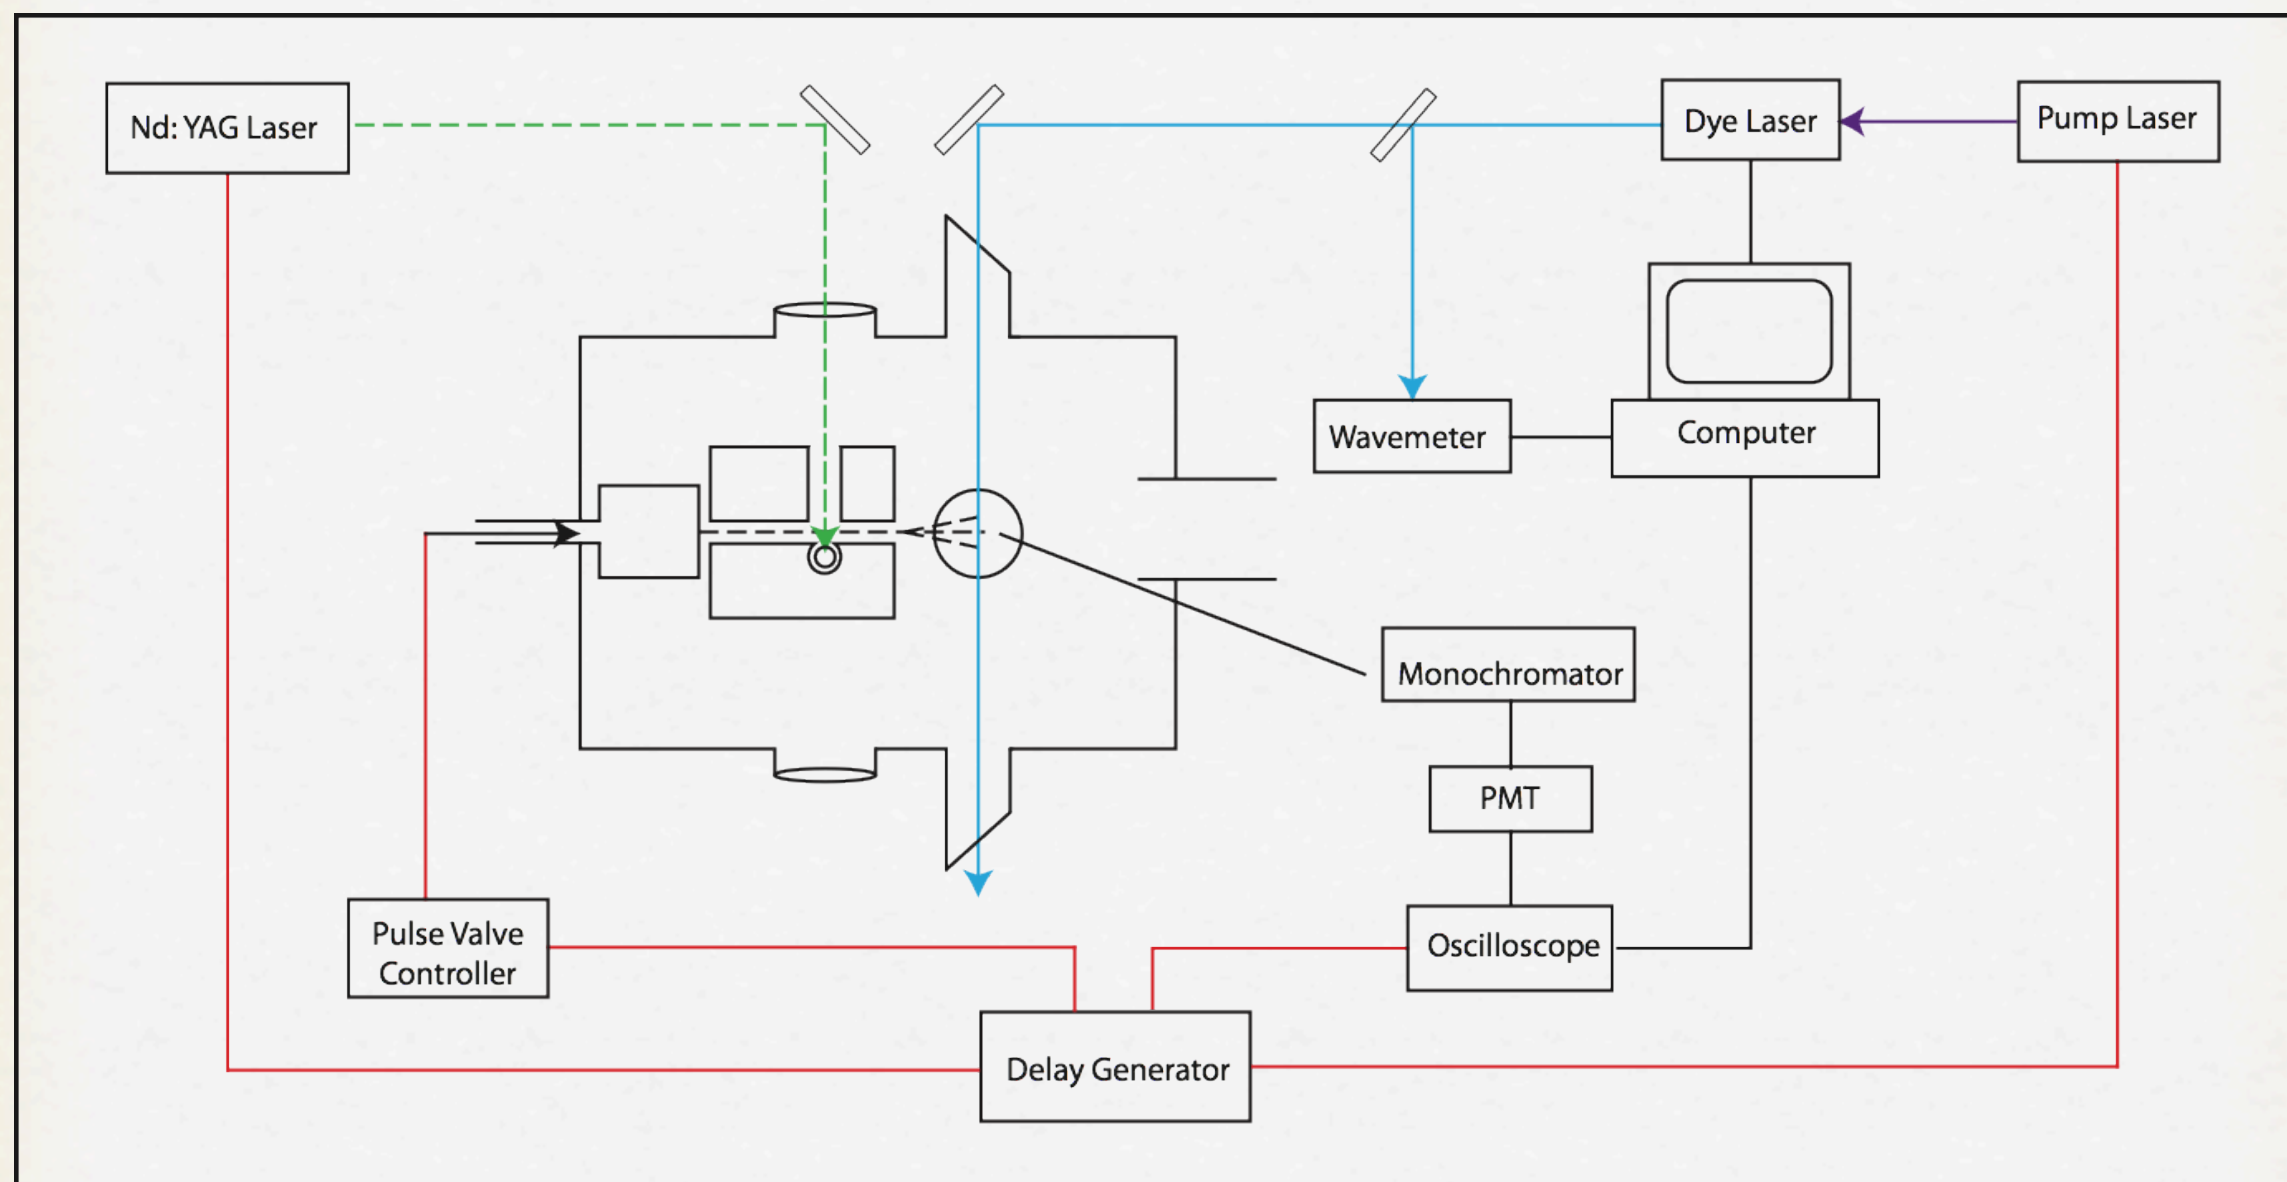 Nd: YAG Laser
Dye Laser
Pump Laser
Wavemeter
Computer
Monochromator
PMT
Pulse Valve
Controller
Oscilloscope
Delay Generator